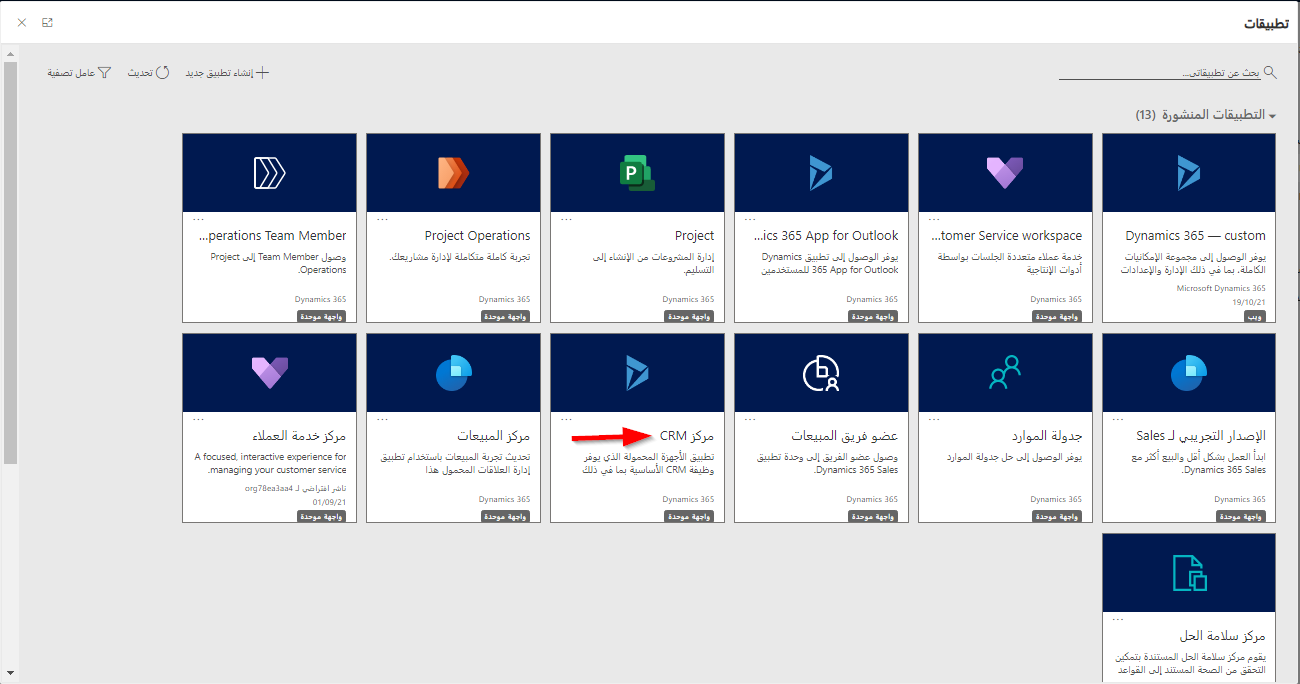 تطبيقات
بحث عن تطبيقاتي...
إنشاء تطبيق جديد
تحديث
عامل تصفية
التطبيقات المنشورة (13)
Dynamics 365 — custom
يوفر الوصول إلى مجموعة الإمكانيات
الكاملة، بما في ذلك الإدارة والإعدادات
Microsoft Dynamics 365
19/10/21
ويب
...tomer Service workspace
خدمة عملاء متعددة الجلسات بواسطة
أدوات الإنتاجية
Dynamics 365
واجهة موحدة
...ics 365 App for Outlook
يوفر الوصول إلى تطبيق Dynamics
365 App for Outlook للمستخدمين
Dynamics 365
واجهة موحدة
Project
إدارة المشروعات من الإنشاء إلى
التسليم.
Dynamics 365
واجهة موحدة
Project Operations
تجربة كاملة متكاملة لإدارة مشاريعك.
Dynamics 365
واجهة موحدة
...perations Team Member
وصول Team Member إلى Project
Operations.
Dynamics 365
واجهة موحدة
الإصدار التجريبي لـ Sales
ابدأ العمل بشكل أقل والبيع أكثر مع
Dynamics 365 Sales.
Dynamics 365
واجهة موحدة
جدولة الموارد
يوفر الوصول إلى حل جدولة الموارد
Dynamics 365
واجهة موحدة
عضو فريق المبيعات
وصول عضو الفريق إلى وحدة تطبيق
Dynamics 365 Sales.
Dynamics 365
واجهة موحدة
مركز CRM
تطبيق الأجهزة المحمولة الذي يوفر
وظيفة CRM الأساسية بما في ذلك
Dynamics 365
واجهة موحدة
مركز المبيعات
تحديث تجربة المبيعات باستخدام تطبيق
إدارة العلاقات المحمول هذا
Dynamics 365
واجهة موحدة
مركز خدمة العملاء
A focused, interactive experience for
managing your customer service.
ناشر افتراضي لـ org78ea3aa4
01/09/21
واجهة موحدة
مركز سلامة الحل
يقوم مركز سلامة الحل المستندة بتمكين
التحقق من الصحة المستند إلى القواعد